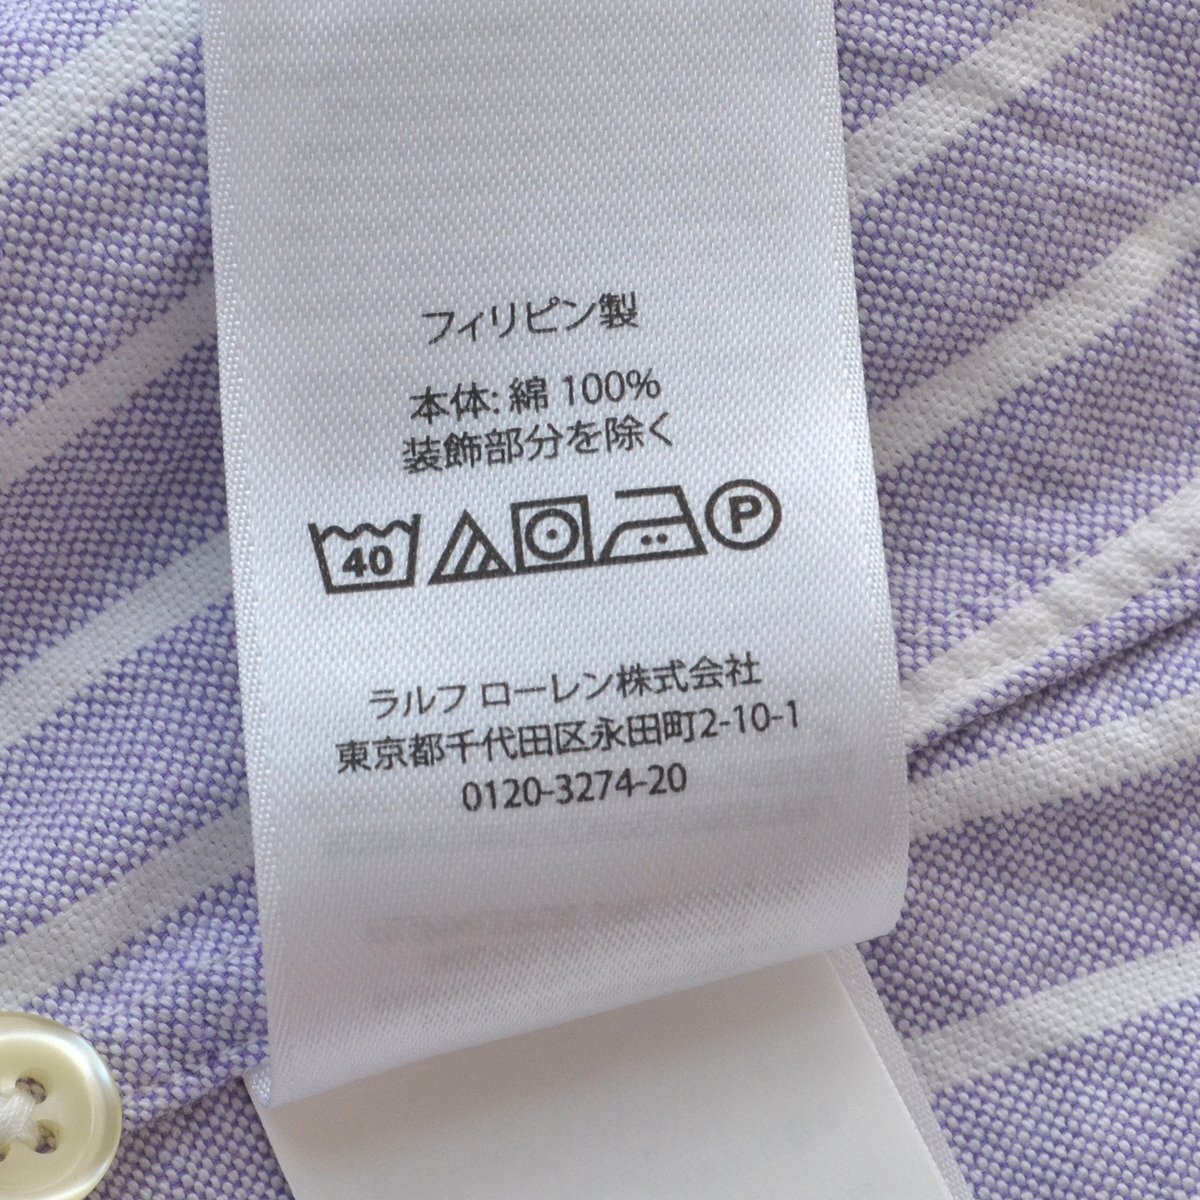 フィリピン製
本体: 綿 100%
装飾部分を除く
40 P
ラルフ ローレン株式会社
東京都千代田区永田町2-10-1
0120-3274-20